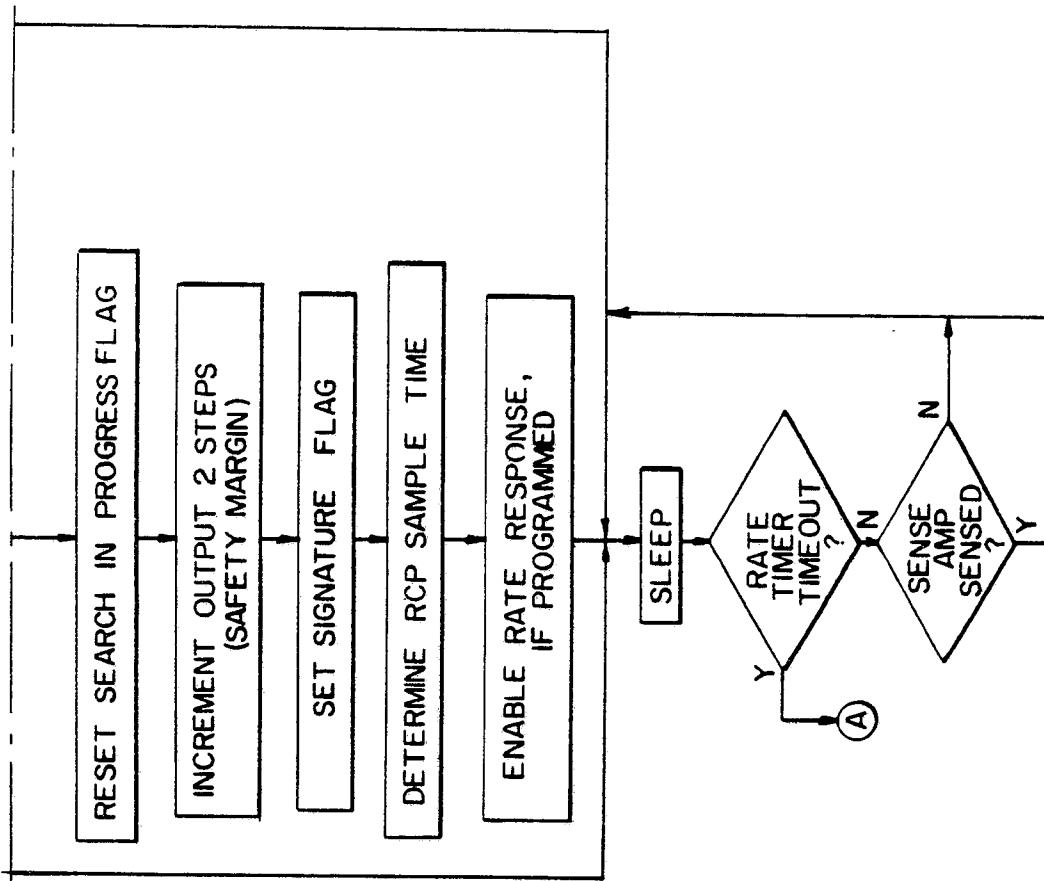 RESET SEARCH IN PROGRESS FLAG
INCREMENT OUTPUT 2 STEPS
(SAFETY MARGIN)
SET SIGNATURE FLAG
DETERMINE RCP SAMPLE TIME
ENABLE RATE RESPONSE,
IF PROGRAMMED
SLEEP
RATE
TIMER
TIMEOUT
?
Y
A
N
SENSE
AMP
SENSED
?
N
Y